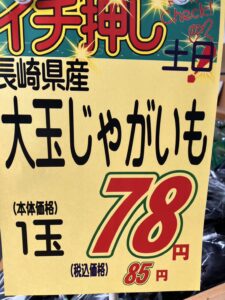 イチ押し
Check!
土日
長崎県産
大玉じゃがいも
(本体価格)
1玉
78円
(税込価格)
85円